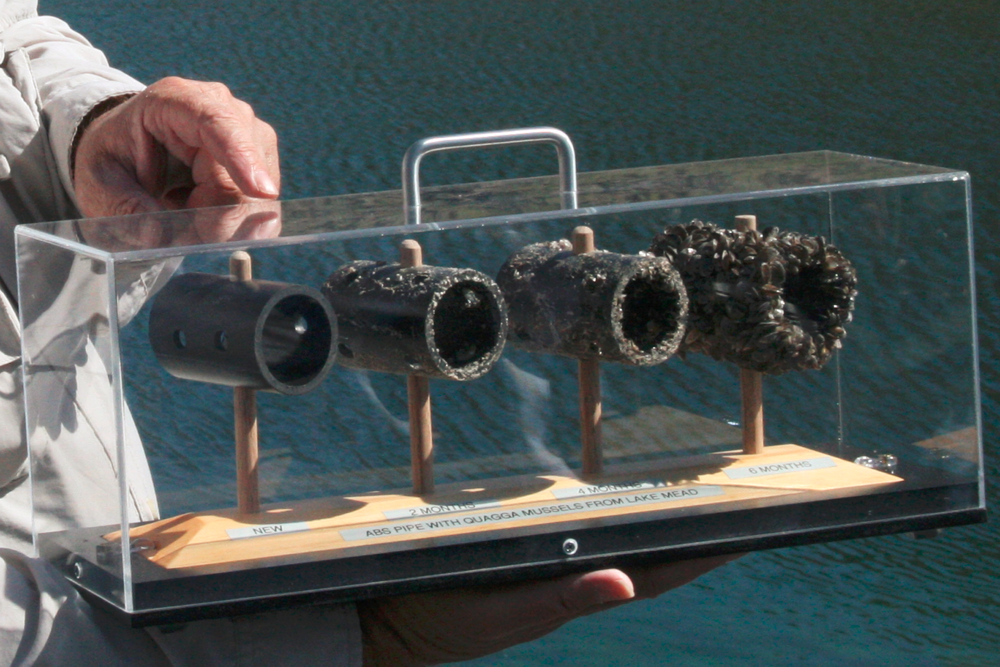 NEW
2 MONTHS
4 MONTHS
6 MONTHS
ABS PIPE WITH QUAGGA MUSSELS FROM LAKE MEAD